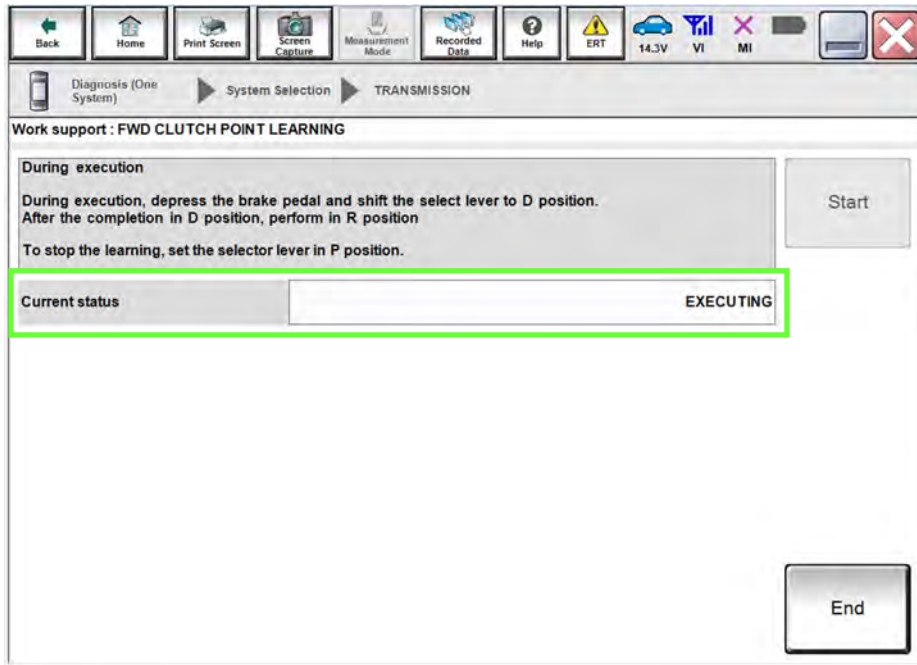 Back
Home
Print Screen
Screen
Capture
Measurement
Mode
Recorded
Data
Help
ERT
14.3V
VI
MI
Diagnosis (One
System)
System Selection
TRANSMISSION
Work support : FWD CLUTCH POINT LEARNING
During execution
During execution, depress the brake pedal and shift the select lever to D position.
After the completion in D position, perform in R position
To stop the learning, set the selector lever in P position.
Start
Current status
EXECUTING
End